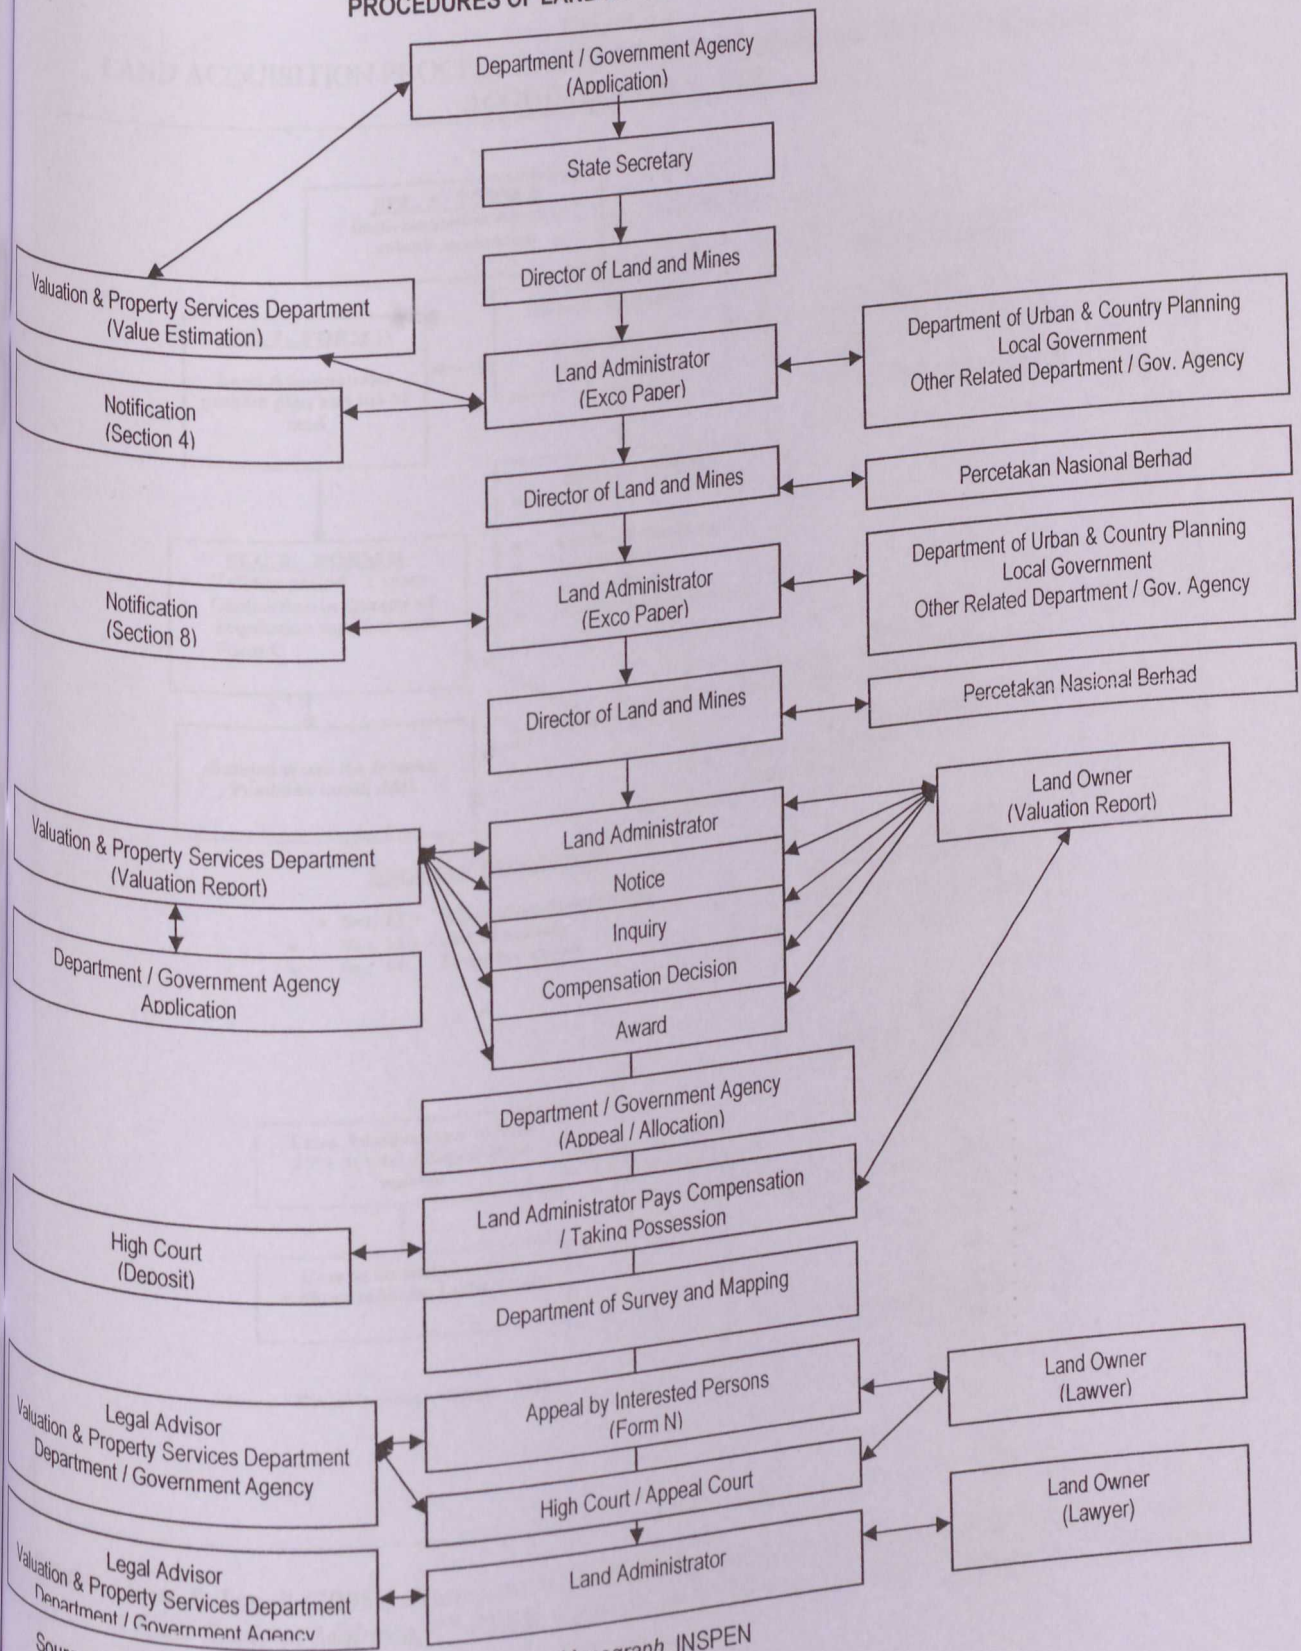 PROCEDURES OF LAND
Department / Government Agency
(Application)
State Secretary
Director of Land and Mines
Valuation & Property Services Department
(Value Estimation)
Land Administrator
(Exco Paper)
Department of Urban & Country Planning
Local Government
Other Related Department / Gov. Agency
Notification
(Section 4)
Director of Land and Mines
Percetakan Nasional Berhad
Notification
(Section 8)
Land Administrator
(Exco Paper)
Department of Urban & Country Planning
Local Government
Other Related Department / Gov. Agency
Director of Land and Mines
Percetakan Nasional Berhad
Valuation & Property Services Department
(Valuation Report)
Land Administrator
Notice
Inquiry
Compensation Decision
Award
Land Owner
(Valuation Report)
Department / Government Agency
Application
Department / Government Agency
(Appeal / Allocation)
Land Administrator Pays Compensation
/ Taking Possession
High Court
(Deposit)
Department of Survey and Mapping
Appeal by Interested Persons
(Form N)
Land Owner
(Lawyer)
Legal Advisor
Valuation & Property Services Department
Department / Government Agency
High Court / Appeal Court
Land Administrator
Land Owner
(Lawyer)
Legal Advisor
Valuation & Property Services Department
Department / Government Agency
INSPEN